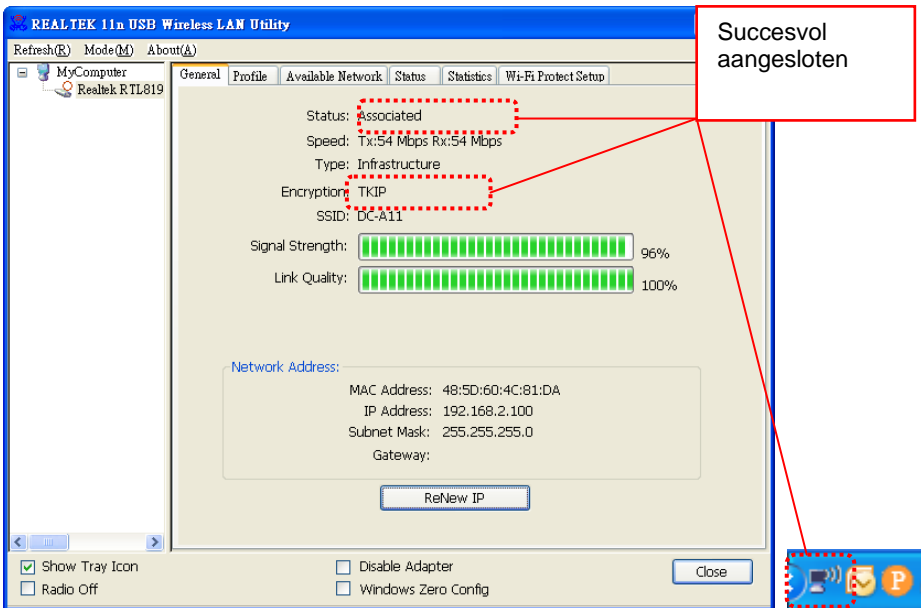 REALTEK 11n USB Wireless LAN Utility
Succesvol
aangesloten
Refresh(R) Mode(M) About(A)
MyComputer
Realtek RTL819
General Profile Available Network Status Statistics Wi-Fi Protect Setup
Status: Associated
Speed: Tx:54 Mbps Rx:54 Mbps
Type: Infrastructure
Encryption: TKIP
SSID: DC-A11
Signal Strength: 96%
Link Quality: 100%
Network Address:
MAC Address: 48:5D:60:4C:81:DA
IP Address: 192.168.2.100
Subnet Mask: 255.255.255.0
Gateway:
ReNew IP
Show Tray Icon
Radio Off
Disable Adapter
Windows Zero Config
Close
P